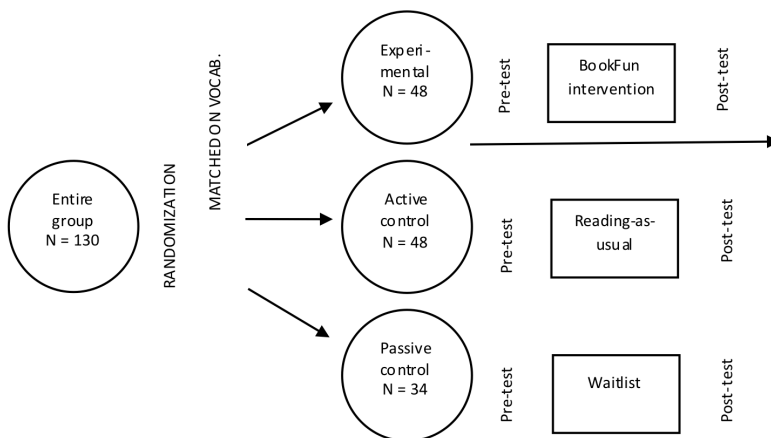 Entire
group
N = 130
RANDOMIZATION
MATCHED ON VOCAB.
Experi-
mental
N = 48
Pre-test
BookFun
intervention
Post-test
Active
control
N = 48
Pre-test
Reading-as-
usual
Post-test
Passive
control
N = 34
Pre-test
Waitlist
Post-test